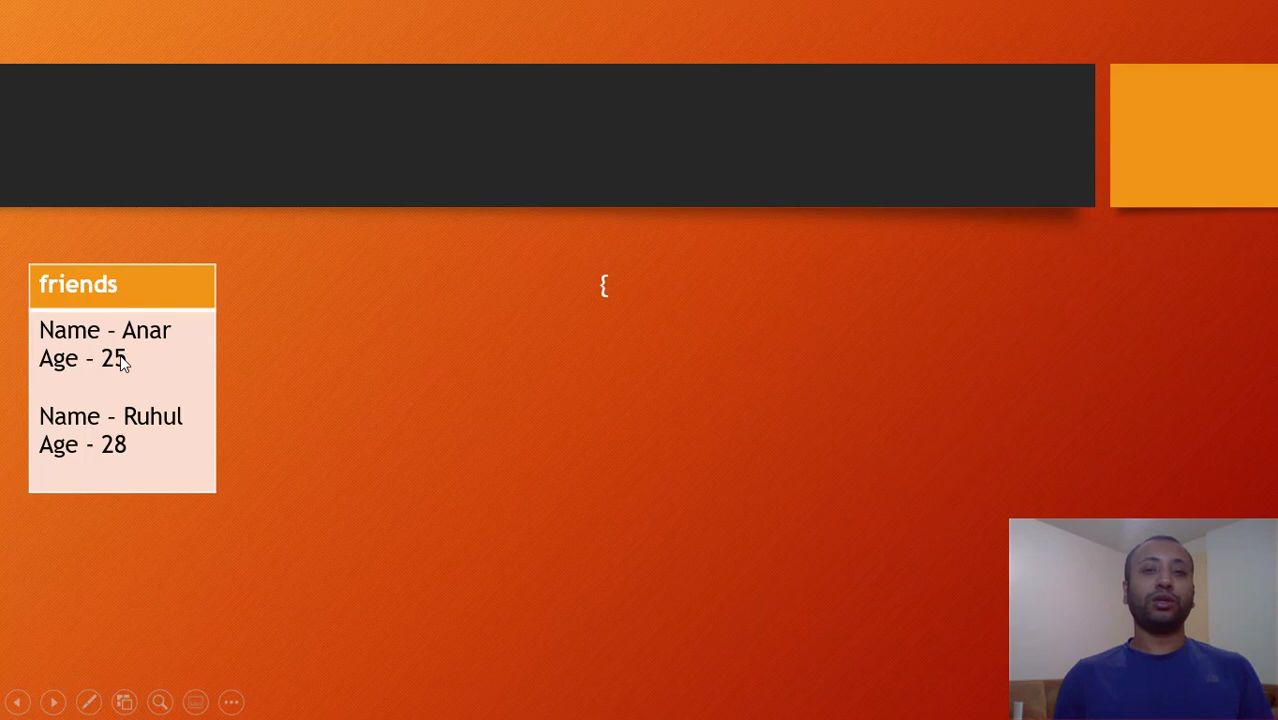 friends
{
Name - Anar
Age - 25
Name - Ruhul
Age - 28